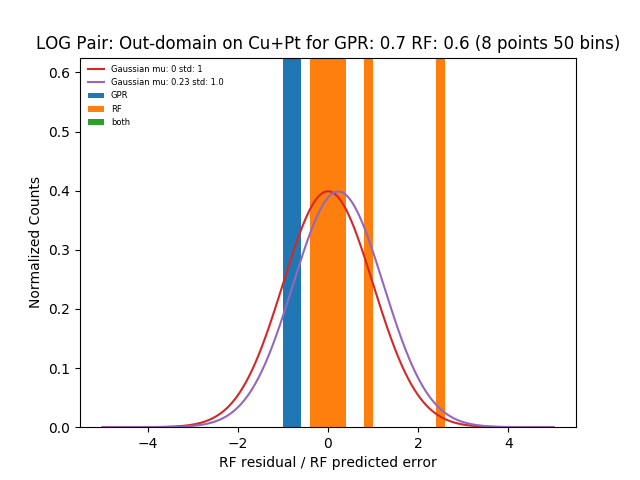 LOG Pair: Out-domain on Cu+Pt for GPR: 0.7 RF: 0.6 (8 points 50 bins)
Gaussian mu: 0 std: 1
Gaussian mu: 0.23 std: 1.0
GPR
RF
both
0.6
0.5
0.4
0.3
0.2
0.1
0.0
Normalized Counts
−4
−2
0
2
4
RF residual / RF predicted error